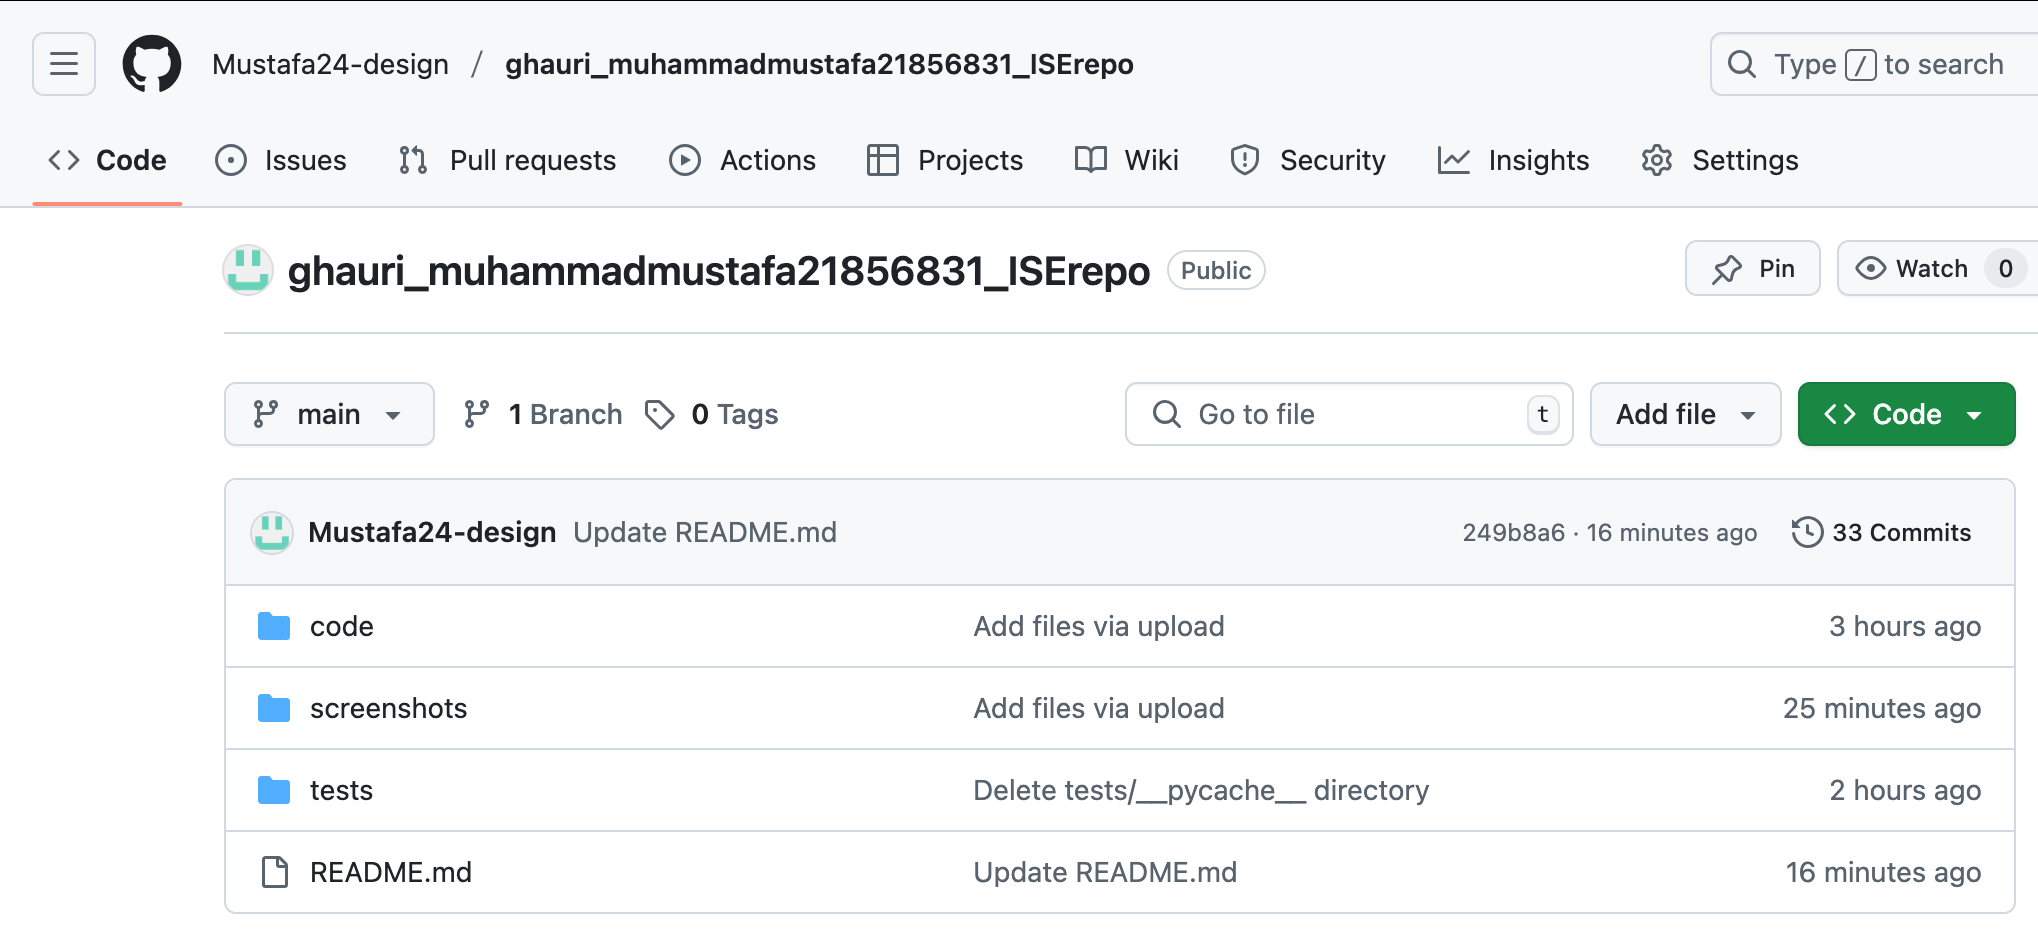 Mustafa24-design / ghauri_muhammadmustafa21856831_ISErepo Type / to search
Code Issues Pull requests Actions Projects Wiki Security Insights Settings
ghauri_muhammadmustafa21856831_ISErepo Public Pin Watch 0
main 1 Branch 0 Tags Go to file t Add file Code
Mustafa24-design Update README.md 249b8a6 · 16 minutes ago 33 Commits
code Add files via upload 3 hours ago
screenshots Add files via upload 25 minutes ago
tests Delete tests/__pycache__ directory 2 hours ago
README.md Update README.md 16 minutes ago